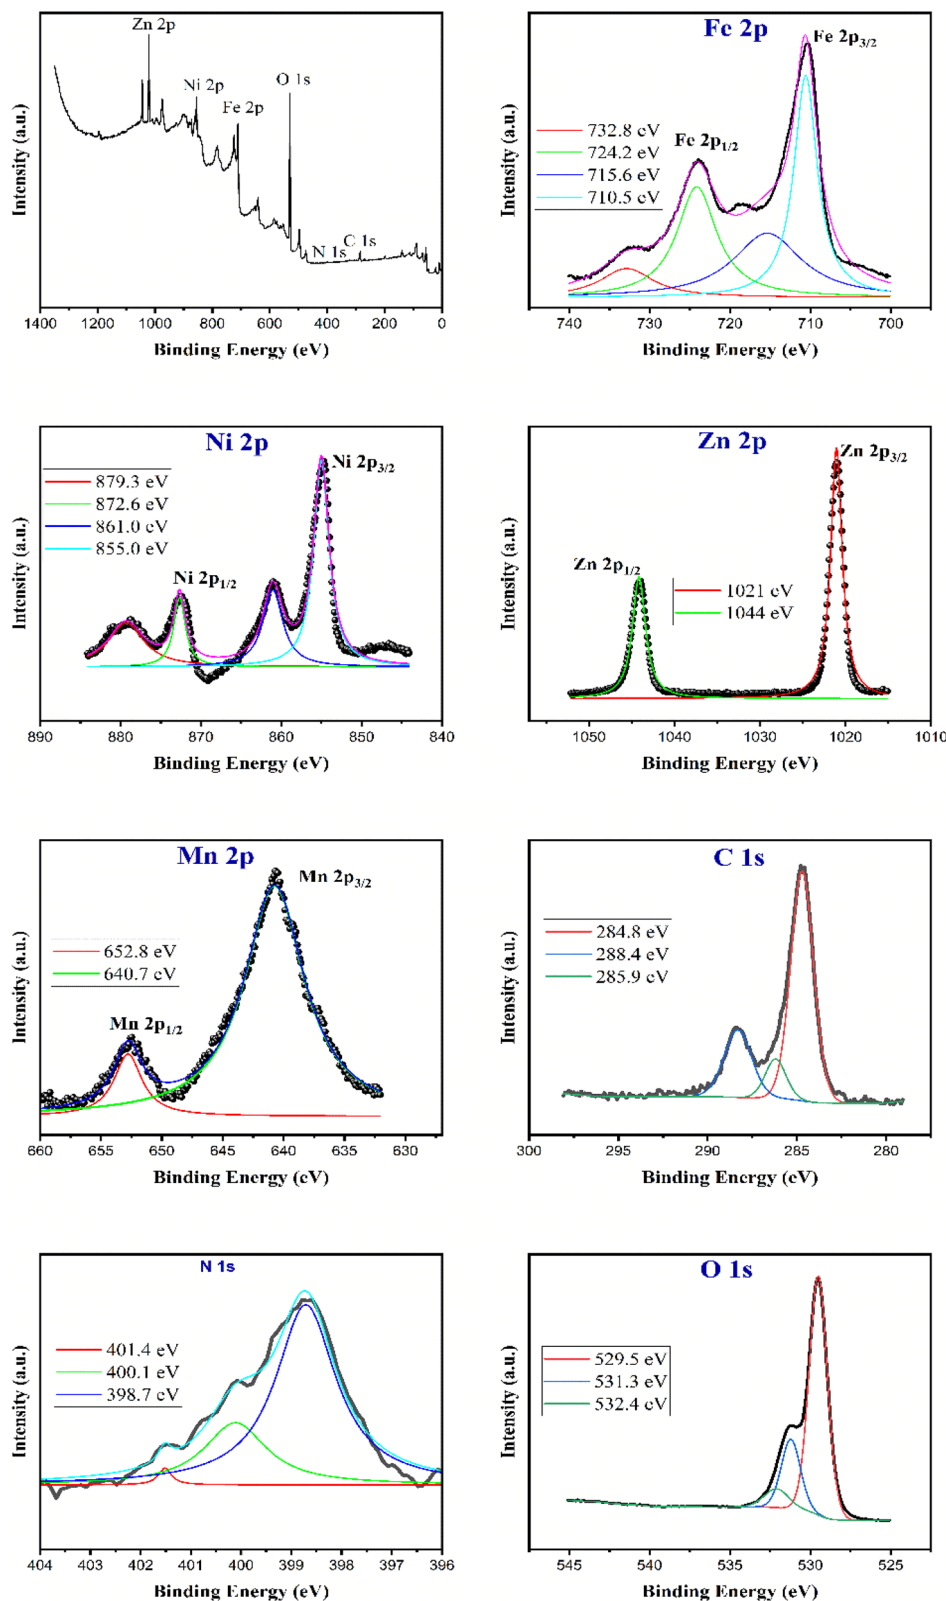 Zn 2p
Ni 2p
Fe 2p
O 1s
N 1s
C 1s
Intensity (a.u.)
1400 1200 1000 800 600 400 200 0
Binding Energy (eV)
Fe 2p
Fe 2p3/2
Fe 2p1/2
732.8 eV
724.2 eV
715.6 eV
710.5 eV
Intensity (a.u.)
740 730 720 710 700
Binding Energy (eV)
Ni 2p
Ni 2p3/2
879.3 eV
872.6 eV
861.0 eV
855.0 eV
Ni 2p1/2
Intensity (a.u.)
890 880 870 860 850 840
Binding Energy (eV)
Zn 2p
Zn 2p3/2
Zn 2p1/2
1021 eV
1044 eV
Intensity (a.u.)
1050 1040 1030 1020 1010
Binding Energy (eV)
Mn 2p
Mn 2p3/2
652.8 eV
640.7 eV
Mn 2p1/2
Intensity (a.u.)
660 655 650 645 640 635 630
Binding Energy (eV)
C 1s
284.8 eV
288.4 eV
285.9 eV
Intensity (a.u.)
300 295 290 285 280
Binding Energy (eV)
N 1s
401.4 eV
400.1 eV
398.7 eV
Intensity (a.u.)
404 403 402 401 400 399 398 397 396
Binding Energy (eV)
O 1s
529.5 eV
531.3 eV
532.4 eV
Intensity (a.u.)
545 540 535 530 525
Binding Energy (eV)